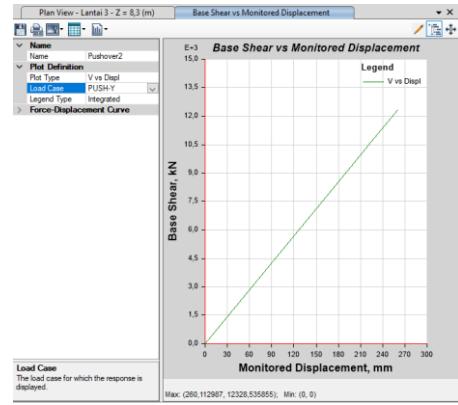 Plan View - Lantai 3 - Z = 8,3 (m)
Base Shear vs Monitored Displacement
Name
Name Pushover2
Plot Definition
Plot Type V vs Displ
Load Case PUSH-Y
Legend Type Integrated
Force-Displacement Curve
Load Case
The load case for which the response is
displayed.
E+3 Base Shear vs Monitored Displacement
Legend
V vs Displ
15,0
13,5
12,0
10,5
9,0
7,5
6,0
4,5
3,0
1,5
0,0
Base Shear, kN
0 30 60 90 120 150 180 210 240 270 300
Monitored Displacement, mm
Max: (260,112987, 12328,535855); Min: (0, 0)